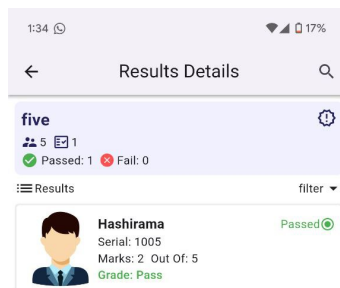 1:34 17%
Results Details
five
5 1
Passed: 1 Fail: 0
Results filter
Hashirama Passed
Serial: 1005
Marks: 2 Out Of: 5
Grade: Pass